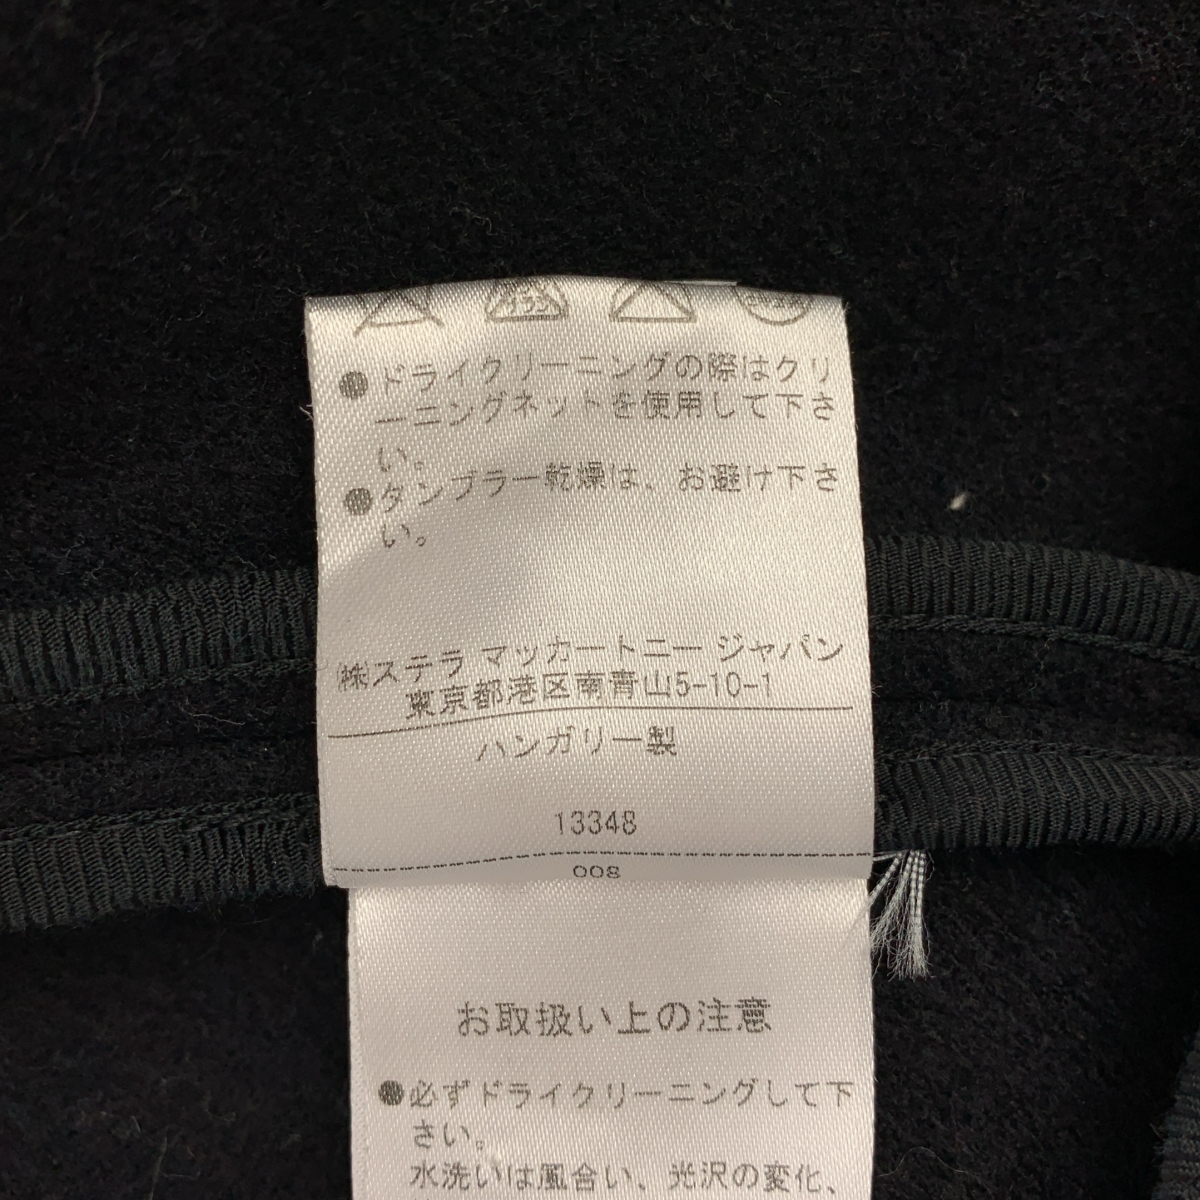 ●ドライクリーニングの際はクリ
ーニングネットを使用して下さ
い。
●タンブラー乾燥は、お避け下さ
い。
㈱ステラ マッカートニー ジャパン
東京都港区南青山5-10-1
ハンガリー製
13348
008
お取扱い上の注意
●必ずドライクリーニングして下
さい。
水洗いは風合い、光沢の変化、